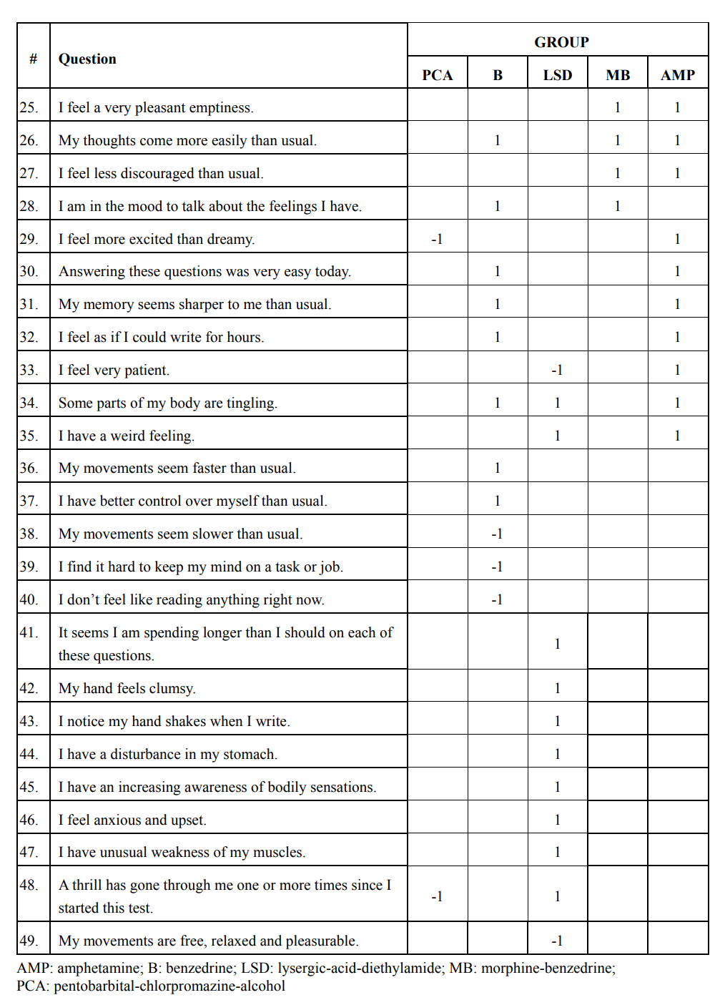 # Question GROUP
PCA B LSD MB AMP
25. I feel a very pleasant emptiness. 1 1
26. My thoughts come more easily than usual. 1 1 1
27. I feel less discouraged than usual. 1 1
28. I am in the mood to talk about the feelings I have. 1 1
29. I feel more excited than dreamy. -1 1
30. Answering these questions was very easy today. 1 1
31. My memory seems sharper to me than usual. 1 1
32. I feel as if I could write for hours. 1 1
33. I feel very patient. -1 1
34. Some parts of my body are tingling. 1 1 1
35. I have a weird feeling. 1 1
36. My movements seem faster than usual. 1
37. I have better control over myself than usual. 1
38. My movements seem slower than usual. -1
39. I find it hard to keep my mind on a task or job. -1
40. I don’t feel like reading anything right now. -1
41. It seems I am spending longer than I should on each of
these questions. 1
42. My hand feels clumsy. 1
43. I notice my hand shakes when I write. 1
44. I have a disturbance in my stomach. 1
45. I have an increasing awareness of bodily sensations. 1
46. I feel anxious and upset. 1
47. I have unusual weakness of my muscles. 1
48. A thrill has gone through me one or more times since I
started this test. -1 1
49. My movements are free, relaxed and pleasurable. -1
AMP: amphetamine; B: benzedrine; LSD: lysergic-acid-diethylamide; MB: morphine-benzedrine;
PCA: pentobarbital-chlorpromazine-alcohol